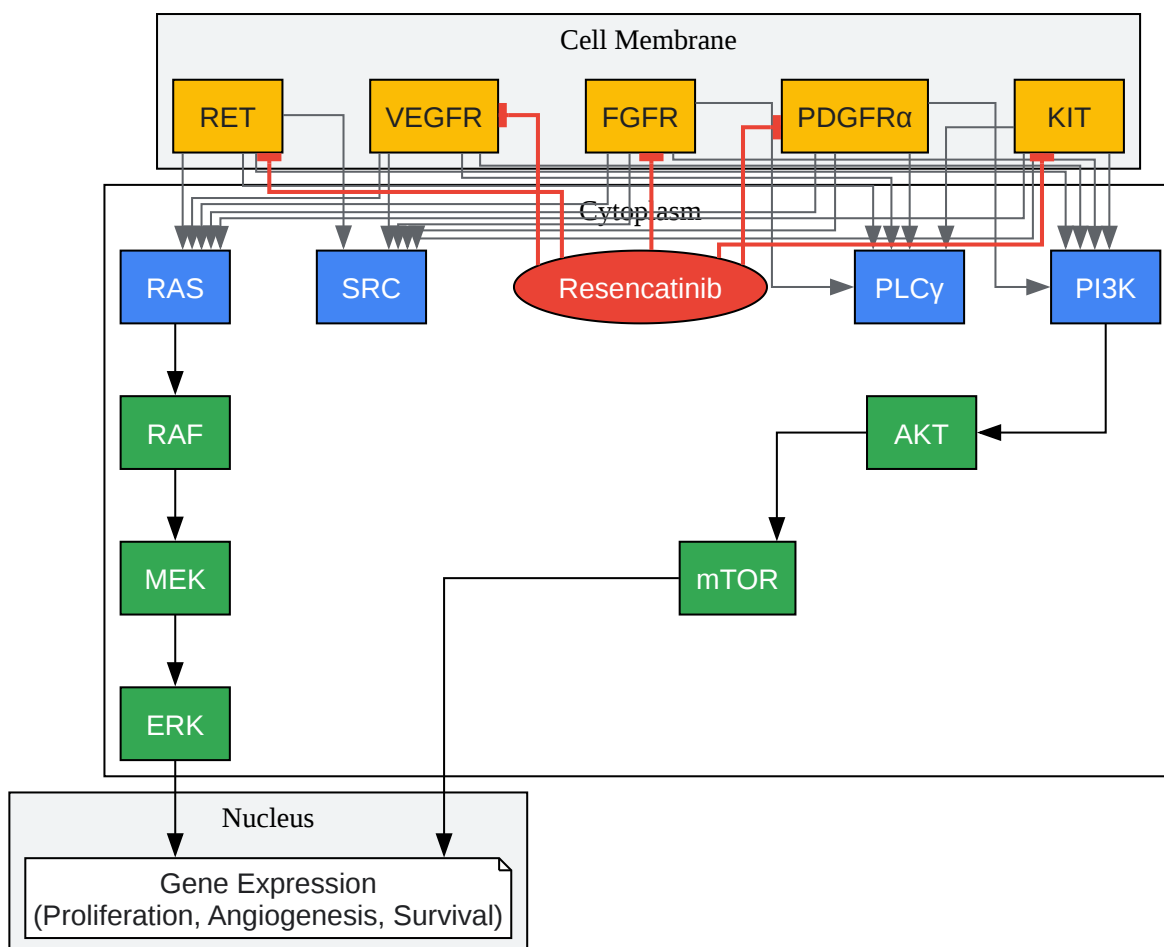 Cell Membrane
RET
VEGFR
FGFR
PDGFRα
KIT
Cytoplasm
RAS
SRC
Resencatinib
PLCγ
PI3K
RAF
AKT
MEK
mTOR
ERK
Nucleus
Gene Expression
(Proliferation, Angiogenesis, Survival)